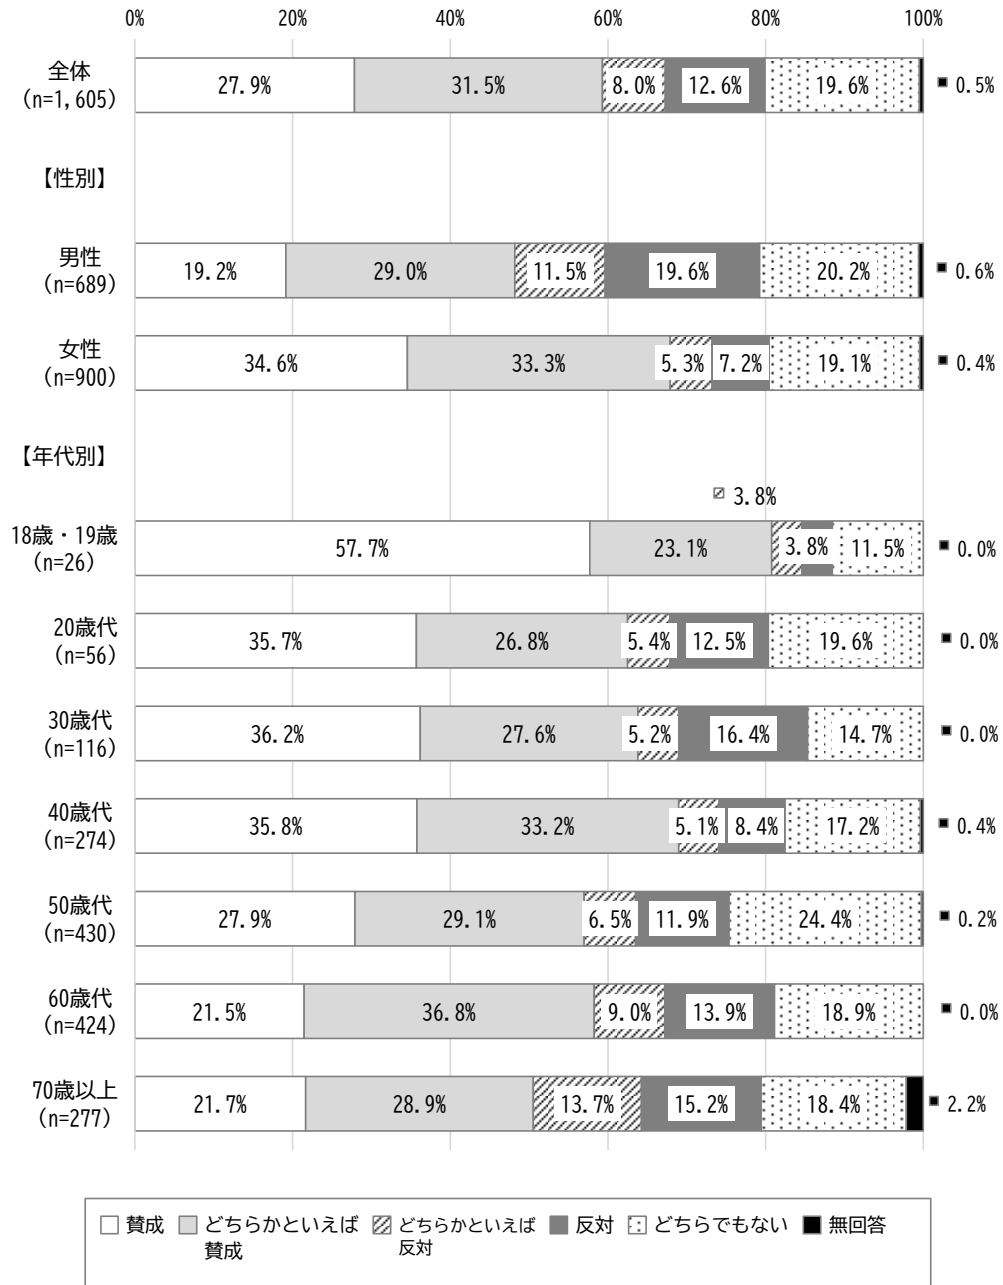 0% 20% 40% 60% 80% 100%
全体
(n=1,605)
27.9% 31.5% 8.0% 12.6% 19.6% 0.5%
【性別】
男性
(n=689)
19.2% 29.0% 11.5% 19.6% 20.2% 0.6%
女性
(n=900)
34.6% 33.3% 5.3% 7.2% 19.1% 0.4%
【年代別】
3.8%
18歳・19歳
(n=26)
57.7% 23.1% 3.8% 11.5% 0.0%
20歳代
(n=56)
35.7% 26.8% 5.4% 12.5% 19.6% 0.0%
30歳代
(n=116)
36.2% 27.6% 5.2% 16.4% 14.7% 0.0%
40歳代
(n=274)
35.8% 33.2% 5.1% 8.4% 17.2% 0.4%
50歳代
(n=430)
27.9% 29.1% 6.5% 11.9% 24.4% 0.2%
60歳代
(n=424)
21.5% 36.8% 9.0% 13.9% 18.9% 0.0%
70歳以上
(n=277)
21.7% 28.9% 13.7% 15.2% 18.4% 2.2%
賛成 どちらかといえば どちらかといえば 反対 どちらでもない 無回答
賛成 反対